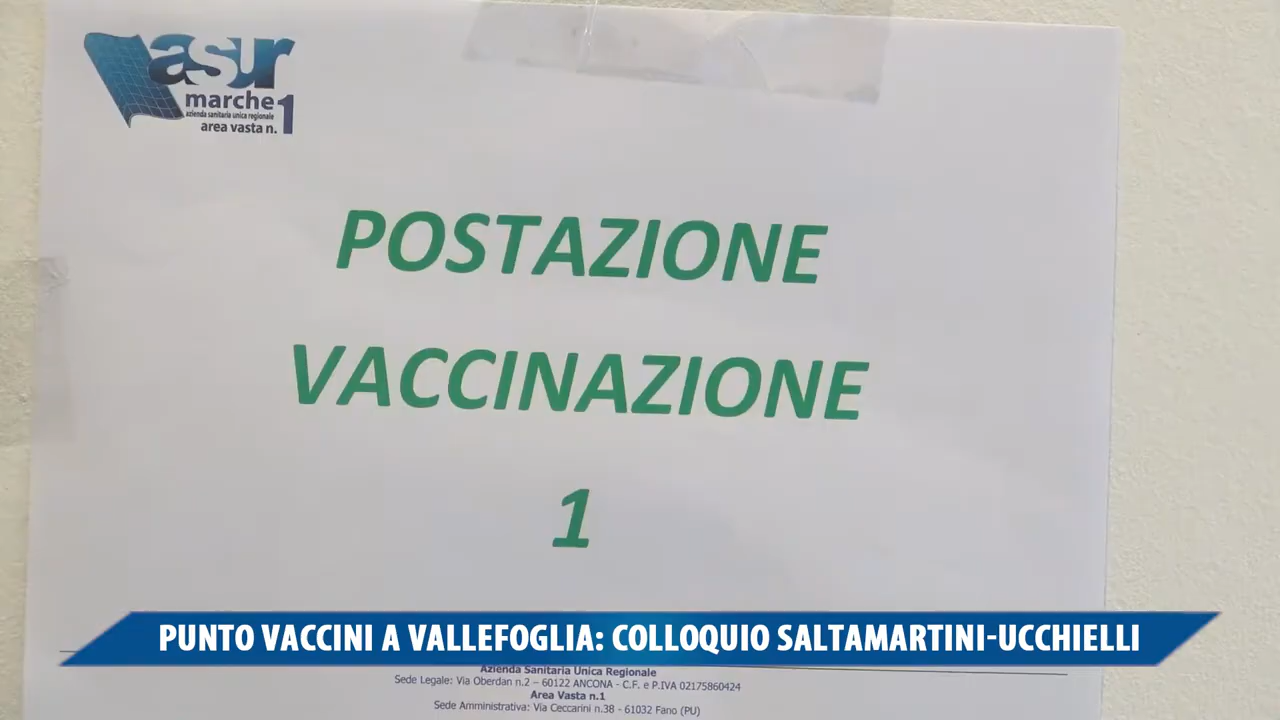 asur
marche 1
azienda sanitaria unica regionale
area vasta n.
POSTAZIONE
VACCINAZIONE
1
PUNTO VACCINI A VALLEFOGLIA: COLLOQUIO SALTAMARTINI-UCCHIELLI
Azienda Sanitaria Unica Regionale
Sede Legale: Via Oberdan n.2 – 60122 ANCONA - C.F. e P.IVA 02175860424
Area Vasta n.1
Sede Amministrativa: Via Ceccarini n.38 - 61032 Fano (PU)